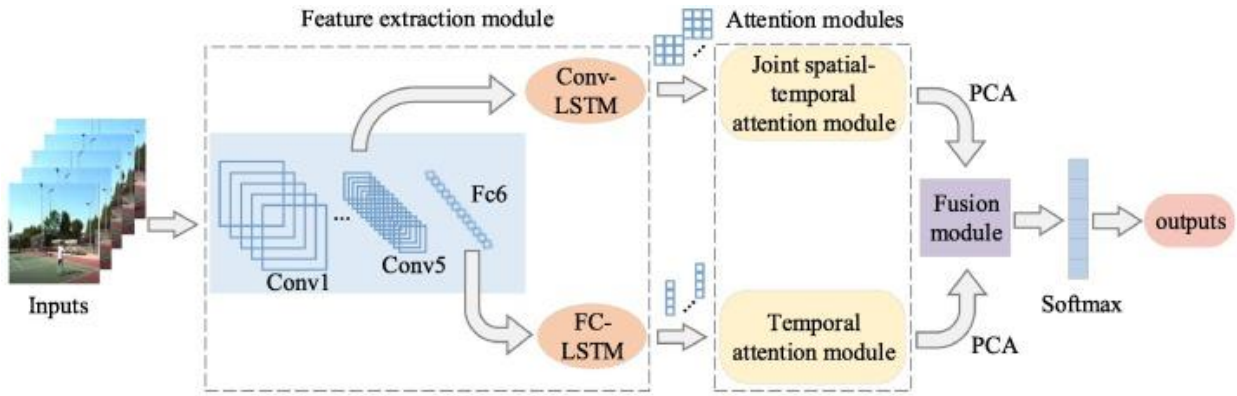 Feature extraction module
Attention modules
Conv-
LSTM
Joint spatial-
temporal
attention module
PCA
Fc6
...
Conv1
Conv5
Inputs
Fusion
module
outputs
Softmax
FC-
LSTM
Temporal
attention module
PCA